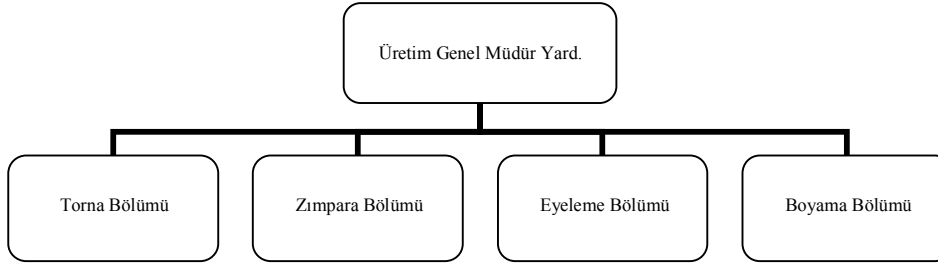 Üretim Genel Müdür Yard.
Torna Bölümü
Zımpara Bölümü
Eyeleme Bölümü
Boyama Bölümü